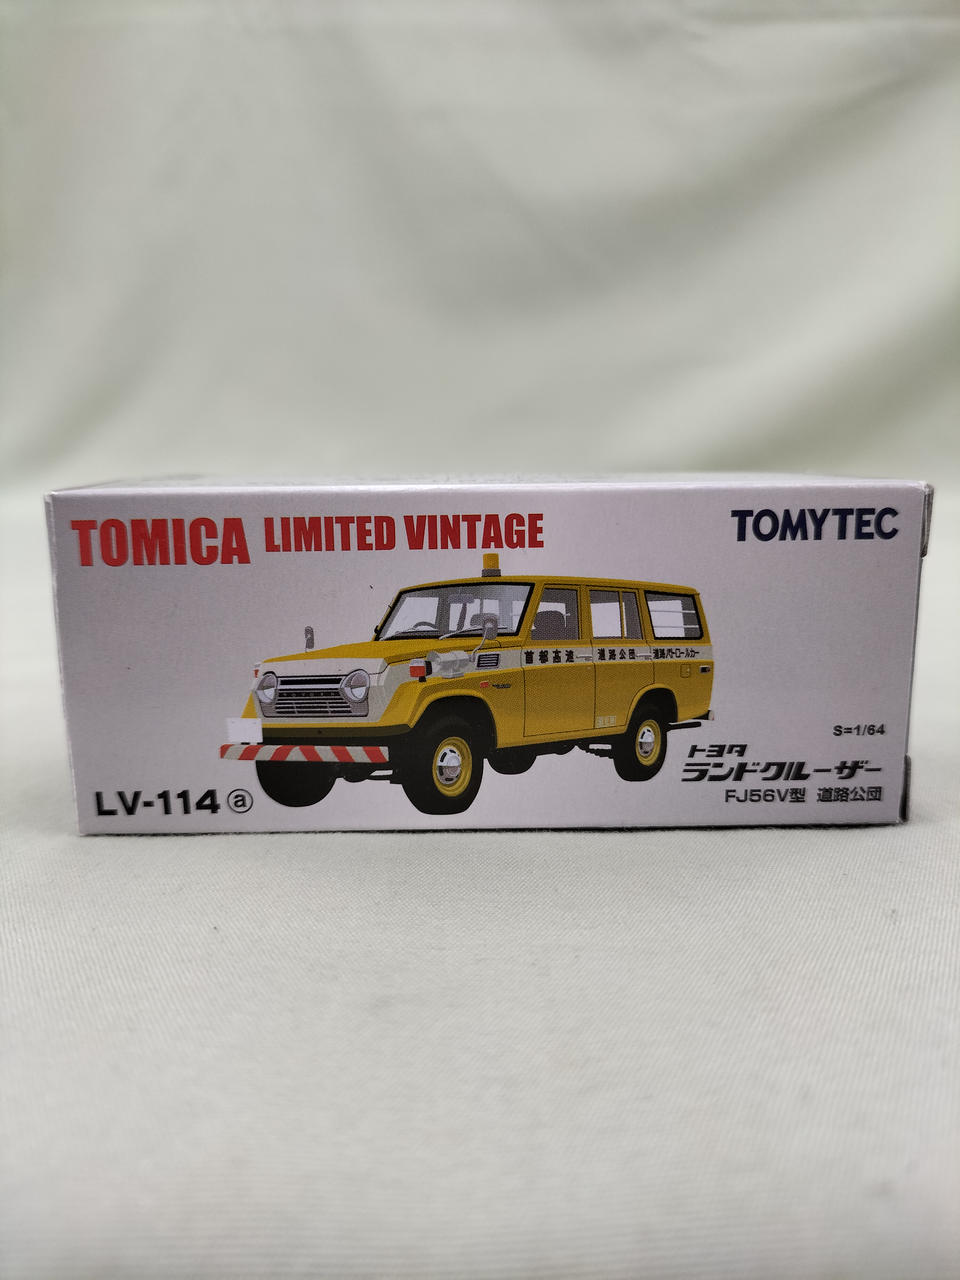 TOMICA LIMITED VINTAGE
TOMYTEC
首都高速 道路公団 道路パトロールカー
TOYOTA
S=1/64
トヨタ
ランドクルーザー
FJ56V型 道路公団
LV-114 ⓐ